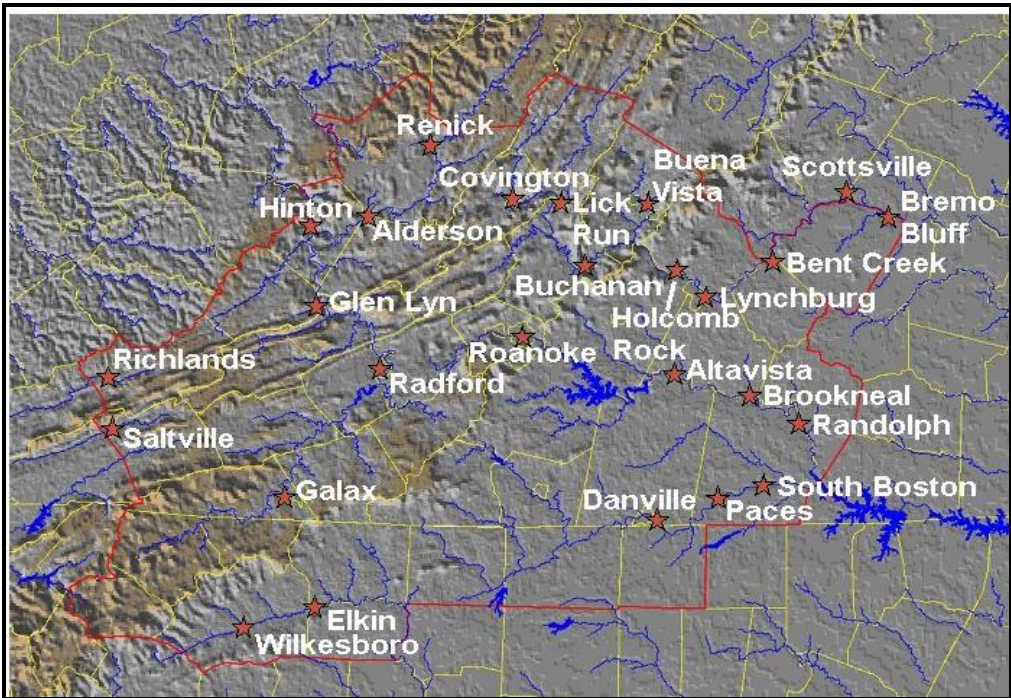 Renick
Covington
Buena
Vista
Scottsville
Hinton
Alderson
Lick
Run
Bremo
Bluff
Buchanan
Bent Creek
Glen Lyn
Holcomb
Rock
Lynchburg
Roanoke
Richlands
Radford
Altavista
Brookneal
Saltville
Randolph
Galax
Danville
South Boston
Paces
Elkin
Wilkesboro